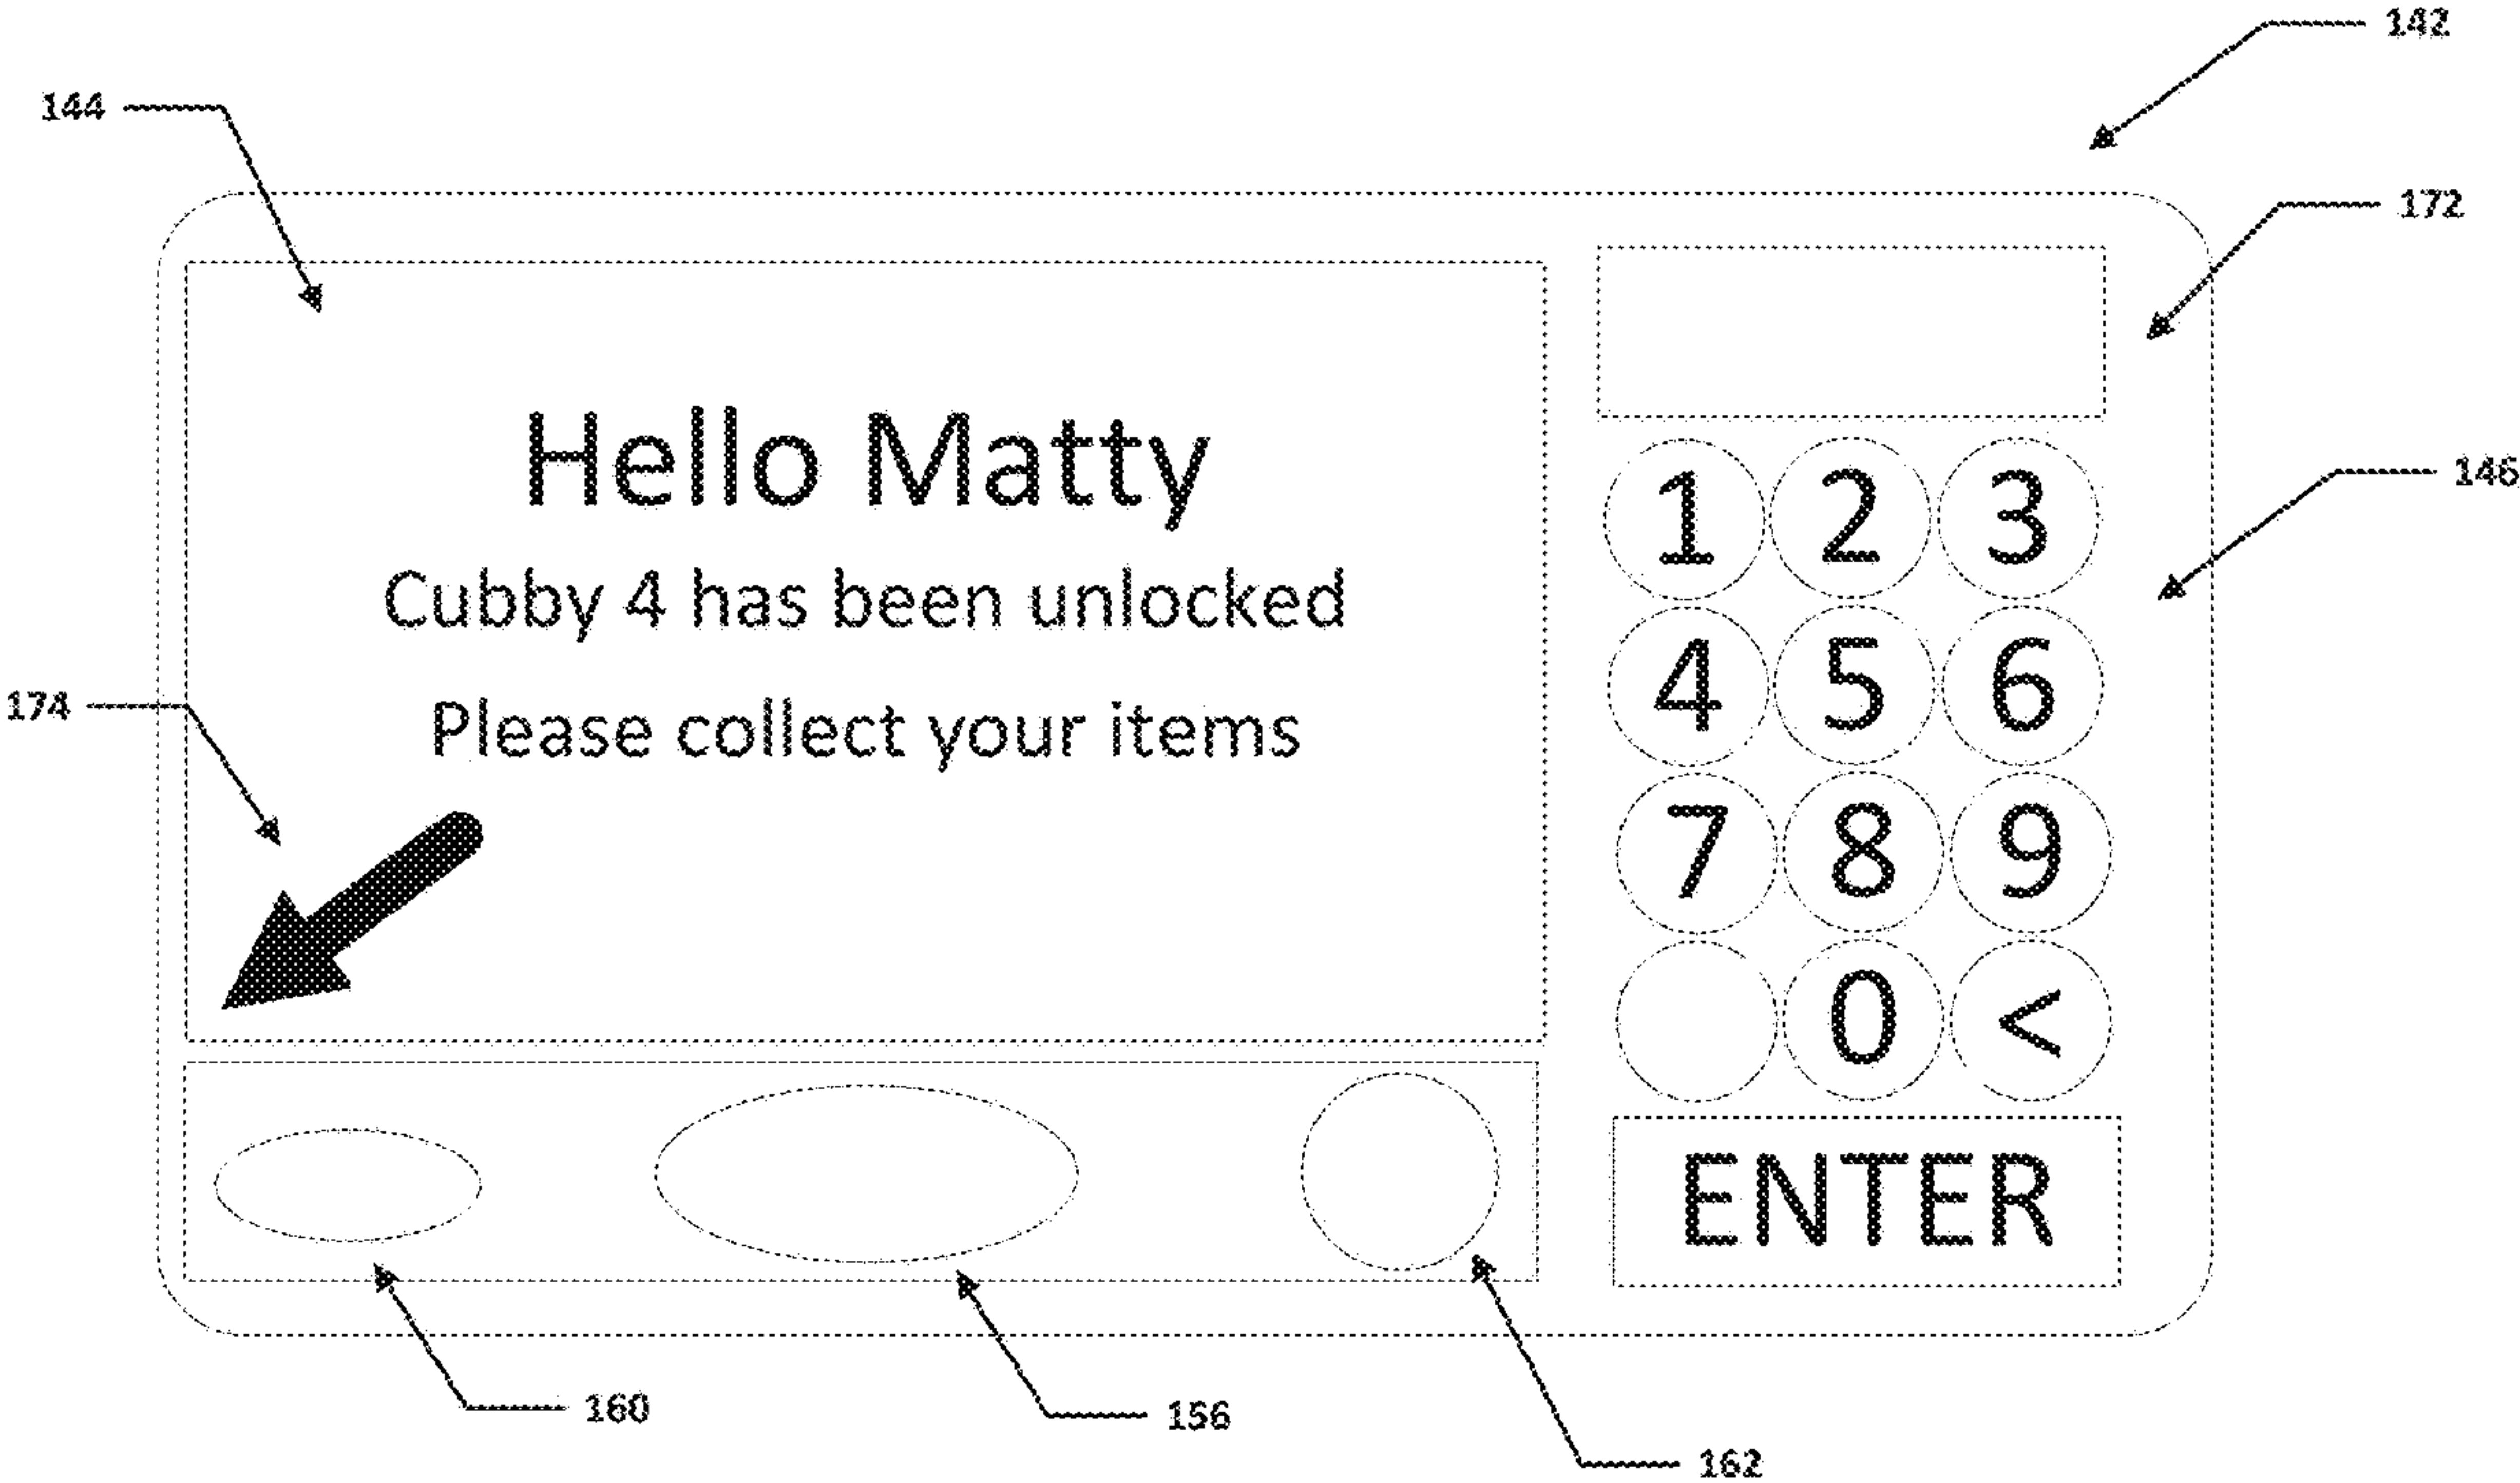 142
144
172
Hello Matty
Cubby 4 has been unlocked
Please collect your items
174
1 2 3
146
4 5 6
7 8 9
0 <
ENTER
160
156
162